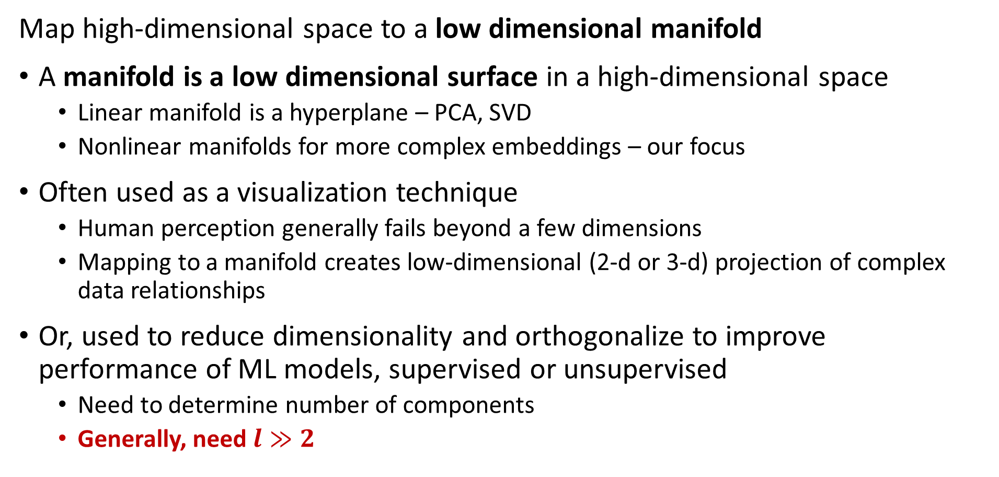 Map high-dimensional space to a low dimensional manifold
• A manifold is a low dimensional surface in a high-dimensional space
• Linear manifold is a hyperplane – PCA, SVD
• Nonlinear manifolds for more complex embeddings – our focus
• Often used as a visualization technique
• Human perception generally fails beyond a few dimensions
• Mapping to a manifold creates low-dimensional (2-d or 3-d) projection of complex
data relationships
• Or, used to reduce dimensionality and orthogonalize to improve
performance of ML models, supervised or unsupervised
• Need to determine number of components
• Generally, need l ≫ 2